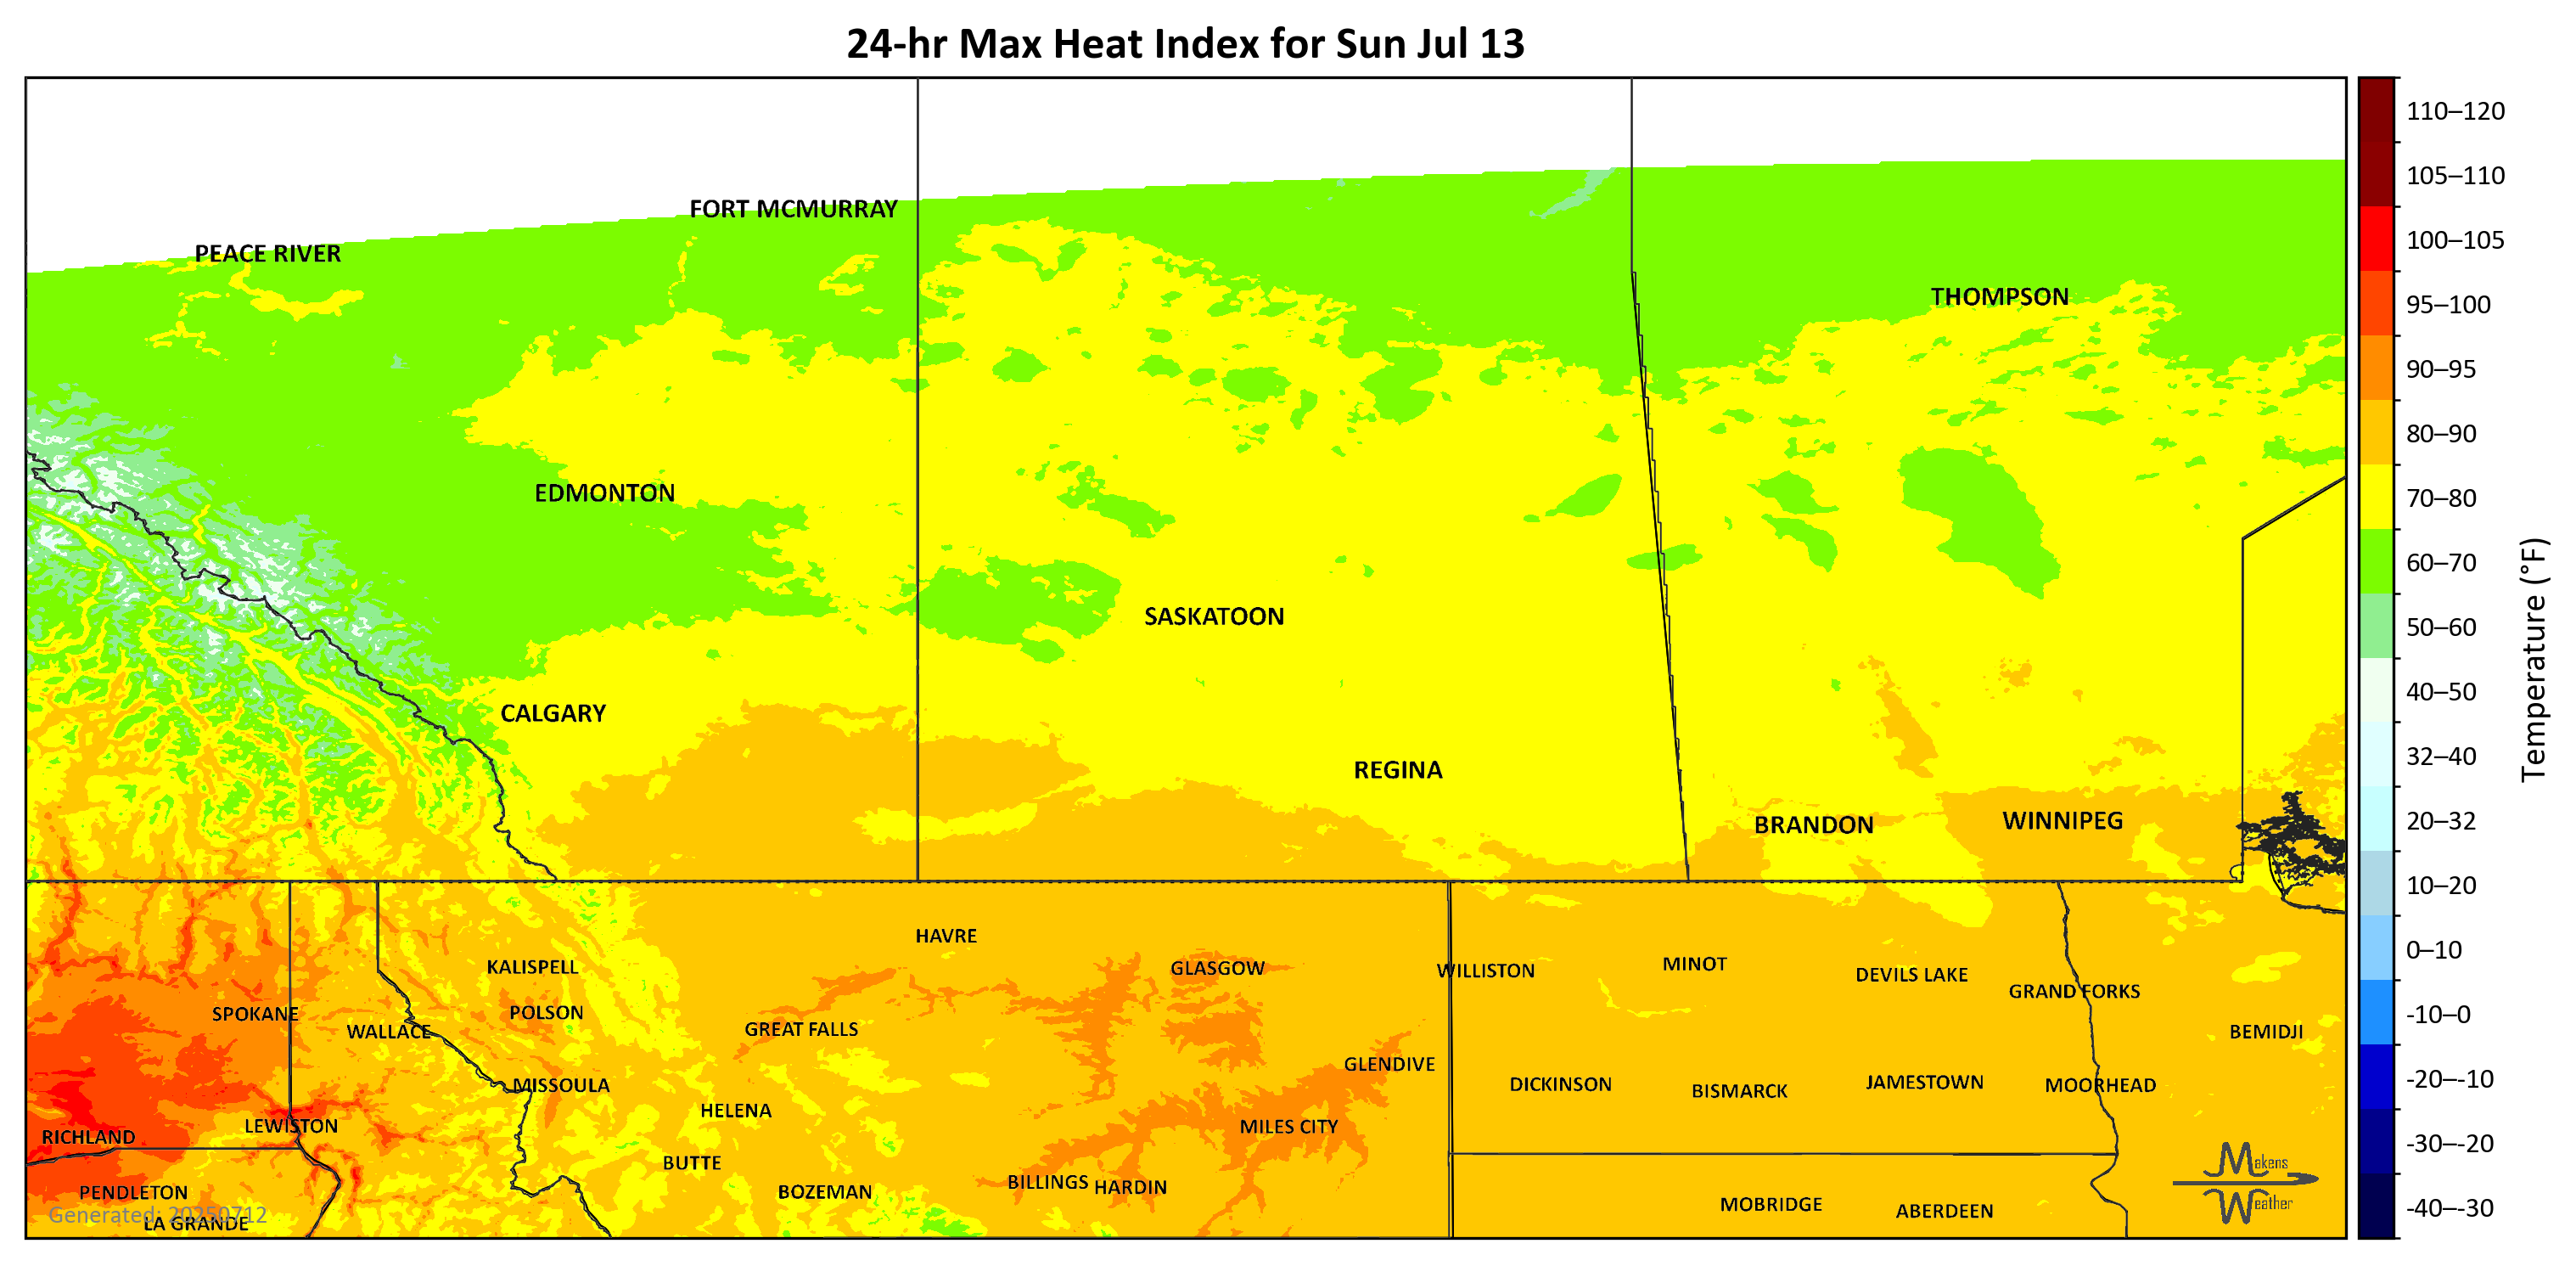 24-hr Max Heat Index for Sun Jul 13
110–120
105–110
FORT MCMURRAY
100–105
PEACE RIVER
THOMPSON
95–100
90–95
80–90
EDMONTON
70–80
Temperature (°F)
60–70
SASKATOON
50–60
40–50
CALGARY
32–40
REGINA
20–32
BRANDON
WINNIPEG
10–20
HAVRE
0–10
KALISPELL
GLASGOW
WILLISTON
MINOT
DEVILS LAKE
GRAND FORKS
-10–0
SPOKANE
POLSON
WALLACE
GREAT FALLS
BEMIDJI
GLENDIVE
-20–-10
MISSOULA
DICKINSON
BISMARCK
JAMESTOWN
MOORHEAD
HELENA
LEWISTON
MILES CITY
RICHLAND
-30–-20
BUTTE
Makens
Weather
PENDLETON
BOZEMAN
BILLINGS
HARDIN
MOBRIDGE
ABERDEEN
-40–-30
Generated: 20250712
LA GRANDE